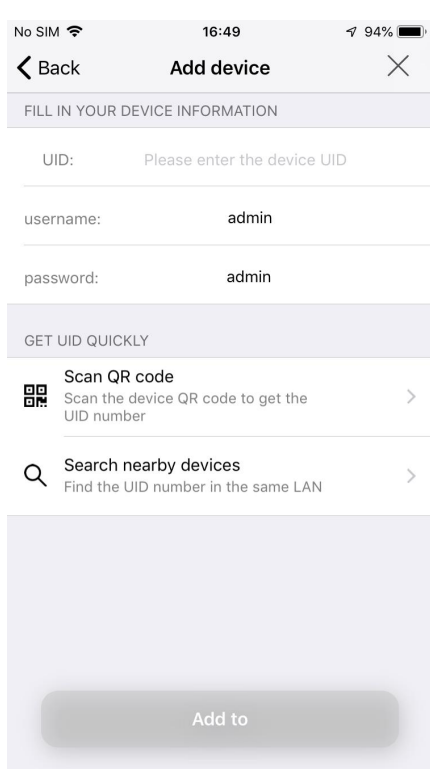 No SIM 16:49 94%
Back Add device
FILL IN YOUR DEVICE INFORMATION
UID: Please enter the device UID
username: admin
password: admin
GET UID QUICKLY
Scan QR code
Scan the device QR code to get the
UID number
Search nearby devices
Find the UID number in the same LAN
Add to